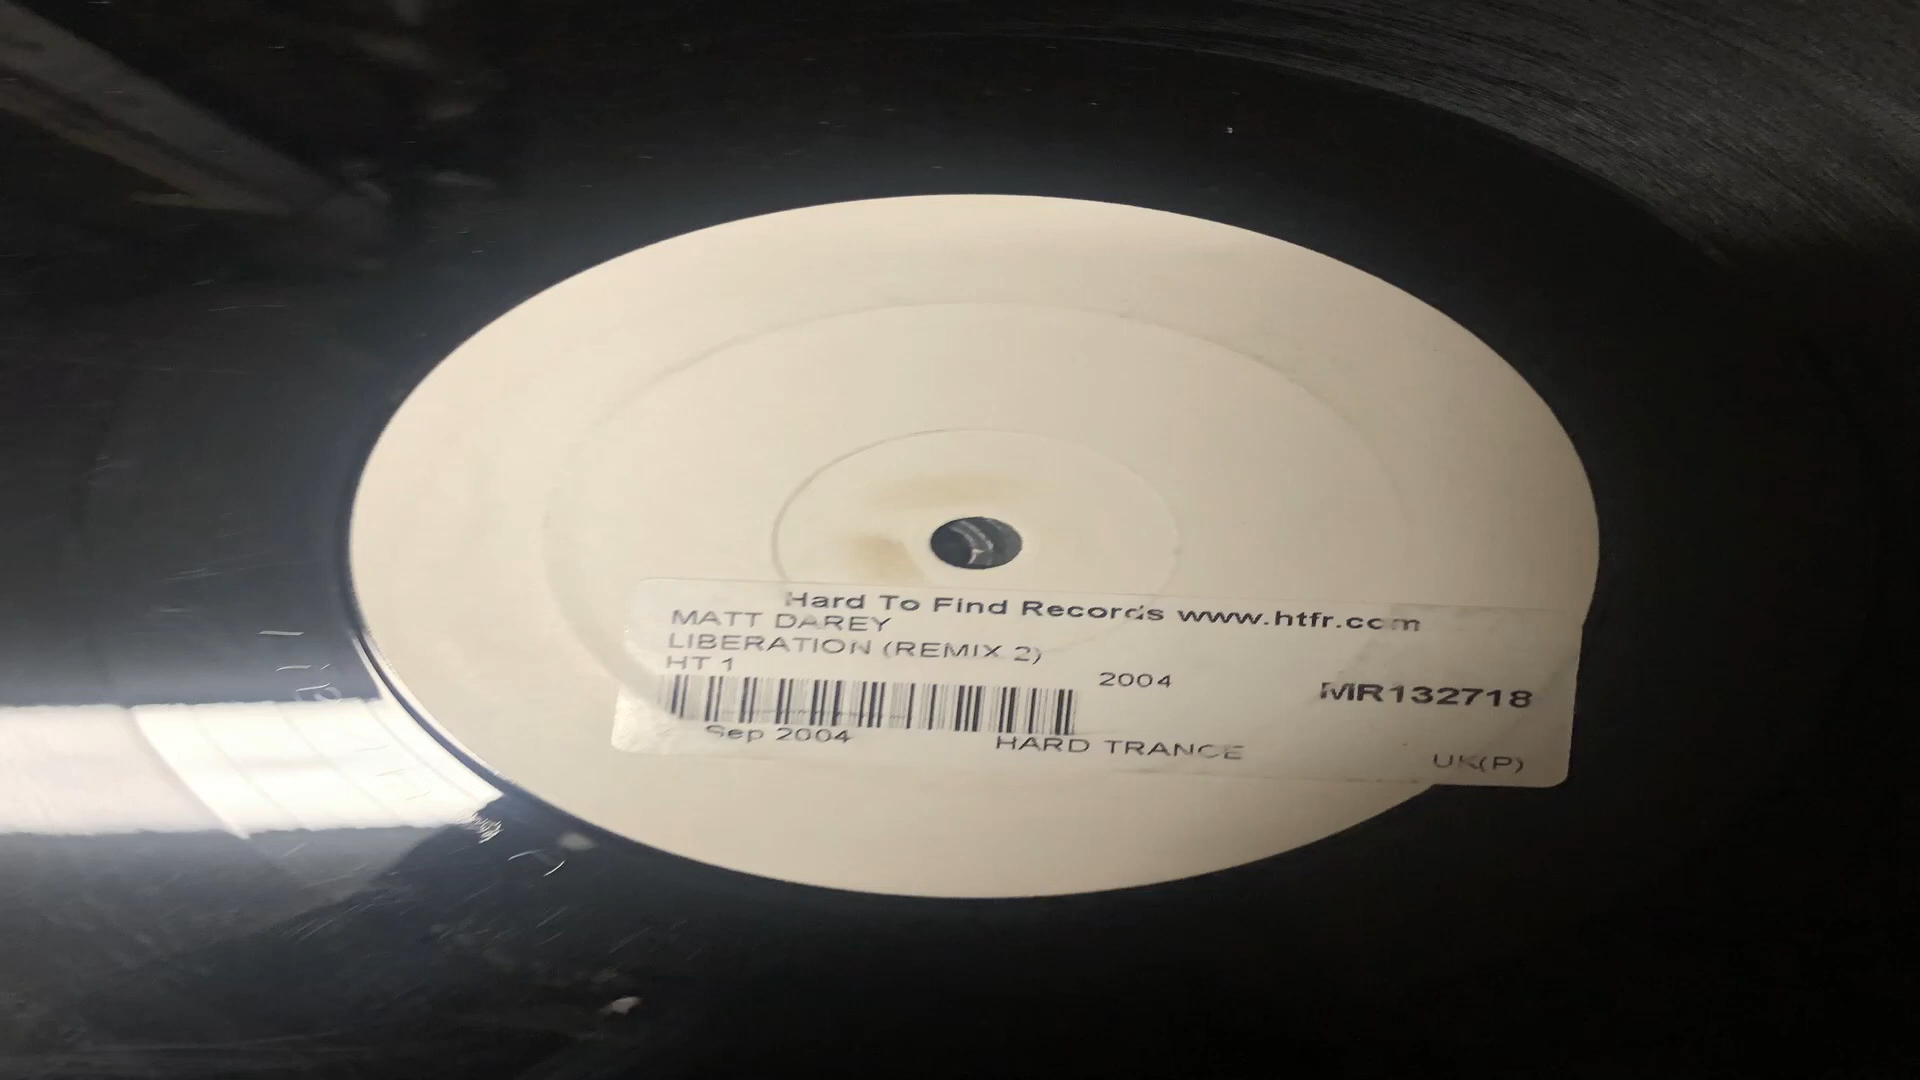 Hard To Find Records www.htfr.com
MATT DAREY
LIBERATION (REMIX 2)
HT 1
2004
MR132718
Sep 2004
HARD TRANCE
UK(P)